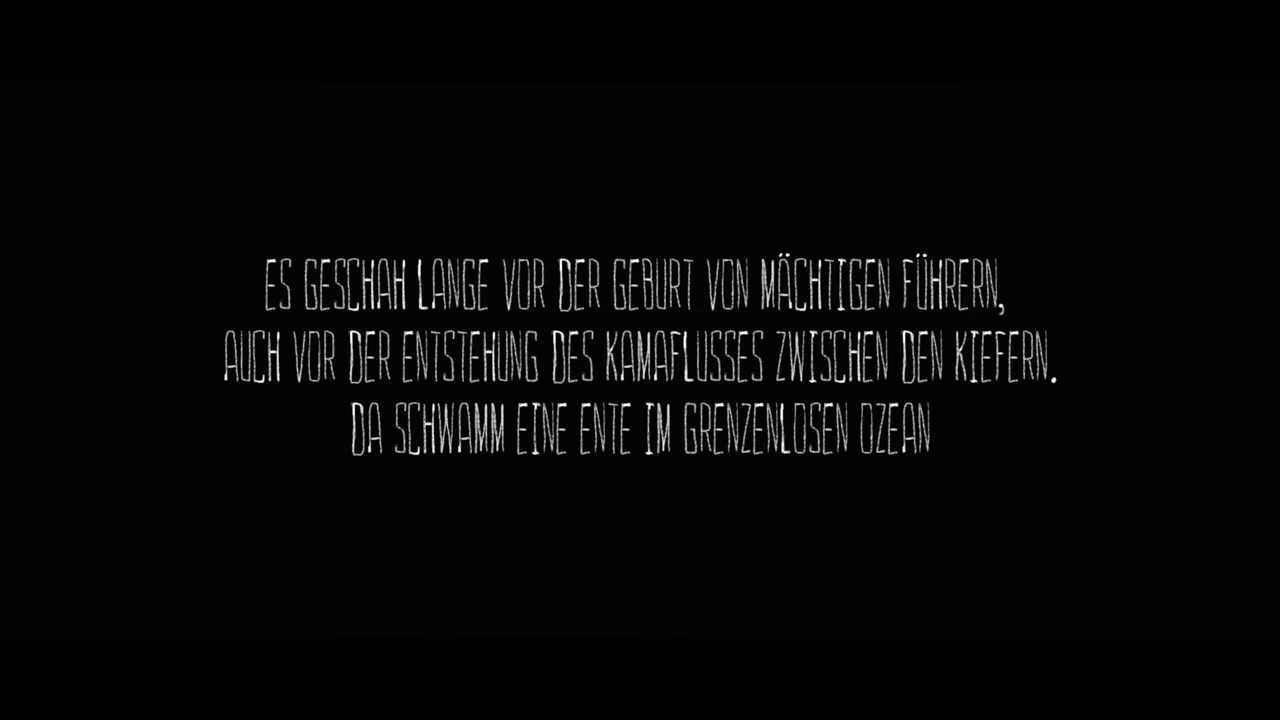 ES GESCHAH LANGE VOR DER GEBURT VON MÄCHTIGEN FÜHRERN,
AUCH VOR DER ENTSTEHUNG DES KAMAFLUSSES ZWISCHEN DEN KIEFERN.
DA SCHWAMM EINE ENTE IM GRENZENLOSEN OZEAN